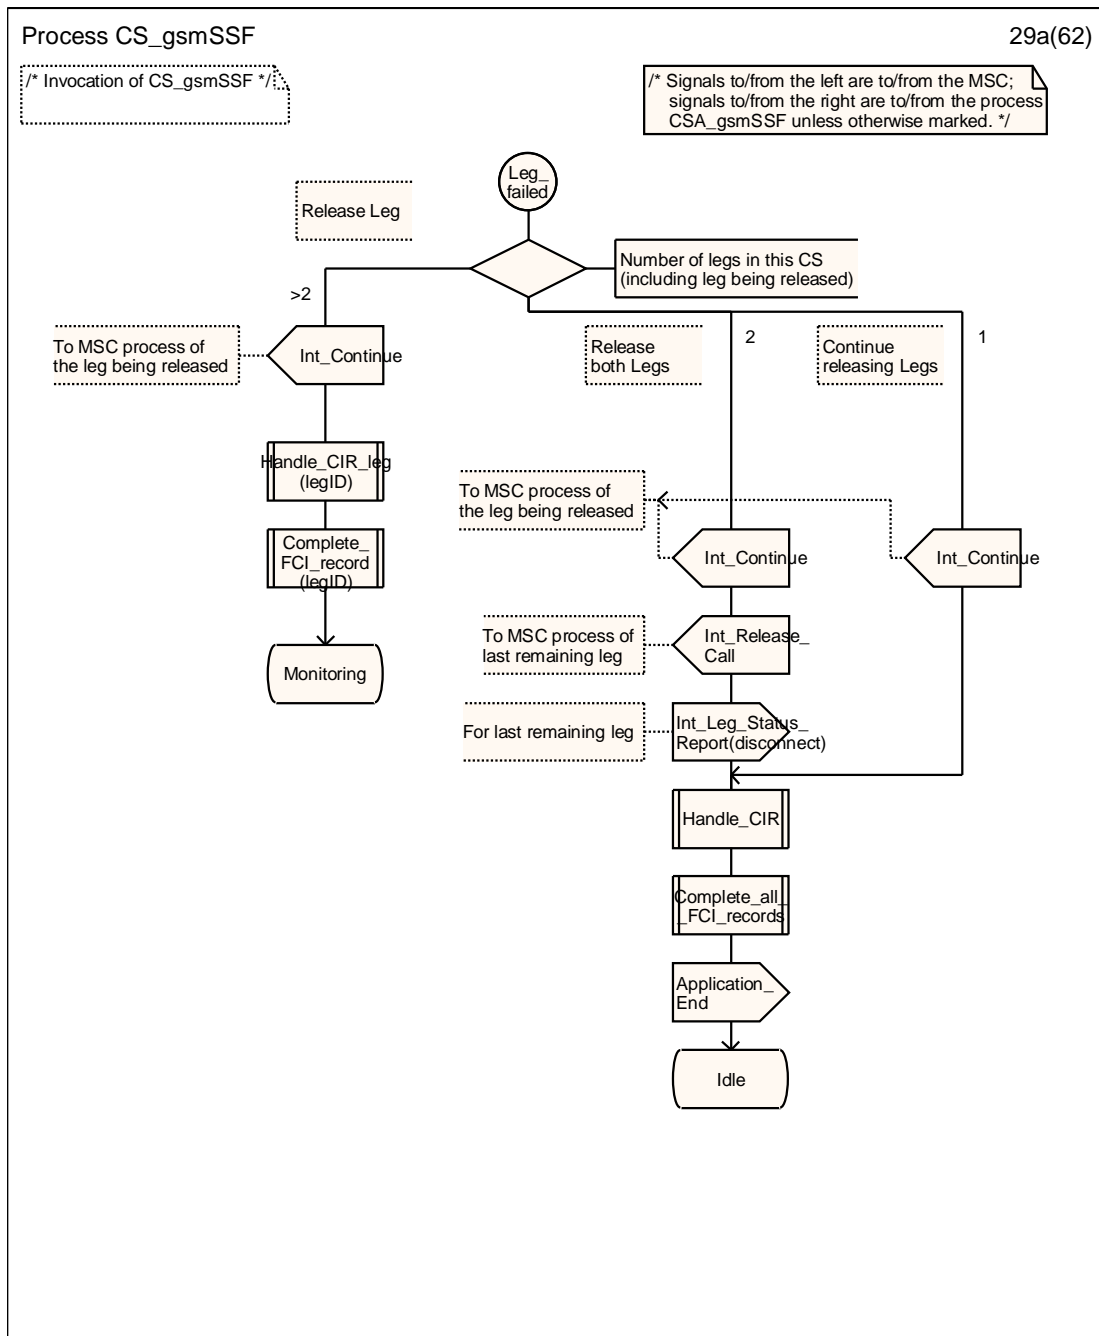 Process CS_gsmSSF
29a(62)
/* Invocation of CS_gsmSSF */
/* Signals to/from the left are to/from the MSC;
signals to/from the right are to/from the process
CSA_gsmSSF unless otherwise marked. */
Leg_
failed
Release Leg
Number of legs in this CS
(including leg being released)
>2
2
1
To MSC process of
the leg being released
Int_Continue
Release
both Legs
Continue
releasing Legs
Handle_CIR_leg
(legID)
To MSC process of
the leg being released
Complete_
FCI_record
(legID)
Int_Continue
Int_Continue
To MSC process of
last remaining leg
Int_Release_
Call
Monitoring
For last remaining leg
Int_Leg_Status_
Report(disconnect)
Handle_CIR
Complete_all_
_FCI_records
Application_
End
Idle